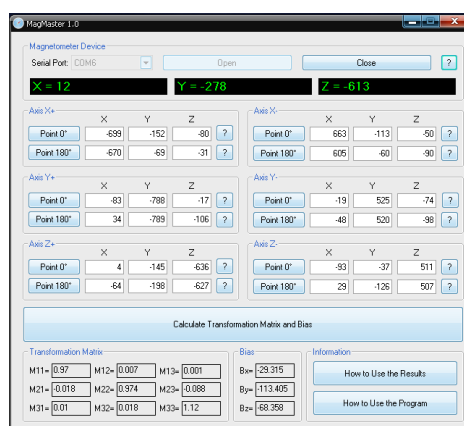 MagMaster 1.0
Magnetometer Device
Serial Port: COM6 Open Close ?
X = 12 Y = -278 Z = -613
Axis X+ Axis X-
X Y Z X Y Z
Point 0° -699 -152 -80 ? Point 0° 663 -113 -50 ?
Point 180° -670 -69 -31 ? Point 180° 605 -60 -90 ?
Axis Y+ Axis Y-
X Y Z X Y Z
Point 0° -83 -788 -17 ? Point 0° -19 525 -74 ?
Point 180° 34 -789 -106 ? Point 180° -48 520 -98 ?
Axis Z+ Axis Z-
X Y Z X Y Z
Point 0° 4 -145 -636 ? Point 0° -93 -37 511 ?
Point 180° -64 -198 -627 ? Point 180° 29 -126 507 ?
Calculate Transformation Matrix and Bias
Transformation Matrix Bias Information
M11= 0.97 M12= 0.007 M13= 0.001 Bx= -29.315 How to Use the Results
M21= -0.018 M22= 0.974 M23= -0.088 By= -113.405
M31= 0.01 M32= 0.018 M33= 1.12 Bz= -68.358 How to Use the Program